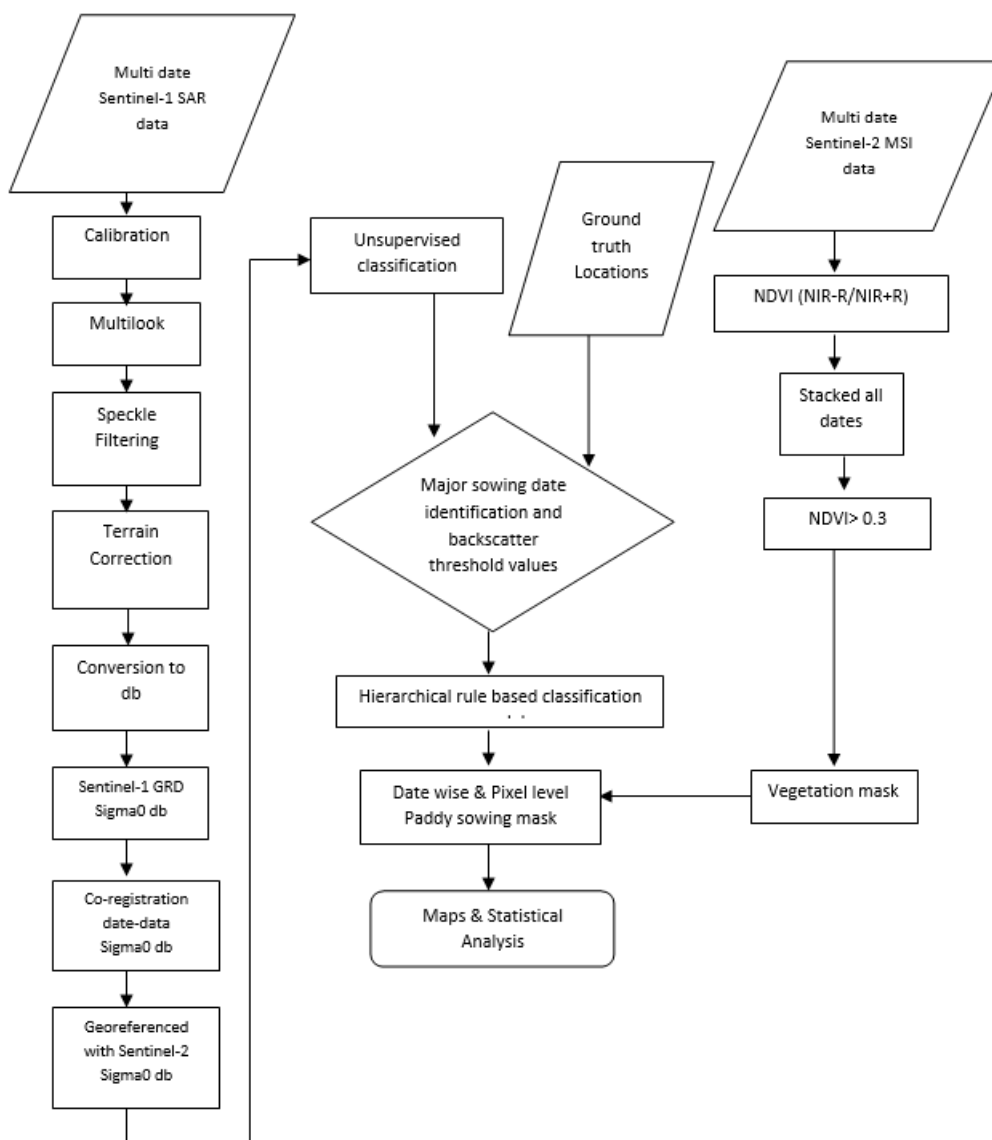 Multi date
Sentinel-1 SAR
data
Calibration
Multilook
Speckle
Filtering
Terrain
Correction
Conversion to
db
Sentinel-1 GRD
Sigma0 db
Co-registration
date-data
Sigma0 db
Georeferenced
with Sentinel-2
Sigma0 db
Unsupervised
classification
Ground
truth
Locations
Major sowing date
identification and
backscatter
threshold values
Hierarchical rule based classification
Date wise & Pixel level
Paddy sowing mask
Maps & Statistical
Analysis
Multi date
Sentinel-2 MSI
data
NDVI (NIR-R/NIR+R)
Stacked all
dates
NDVI> 0.3
Vegetation mask